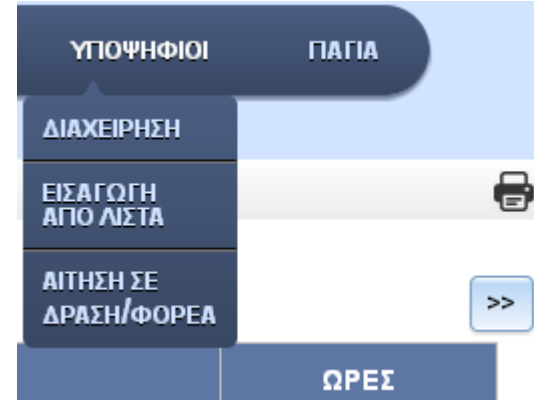 ΥΠΟΨΗΦΙΟΙ ΠΑΓΙΑ
ΔΙΑΧΕΙΡΗΣΗ
ΕΙΣΑΓΩΓΗ
ΑΠΟ ΛΙΣΤΑ
ΑΙΤΗΣΗ ΣΕ
ΔΡΑΣΗ/ΦΟΡΕΑ
>>
ΩΡΕΣ